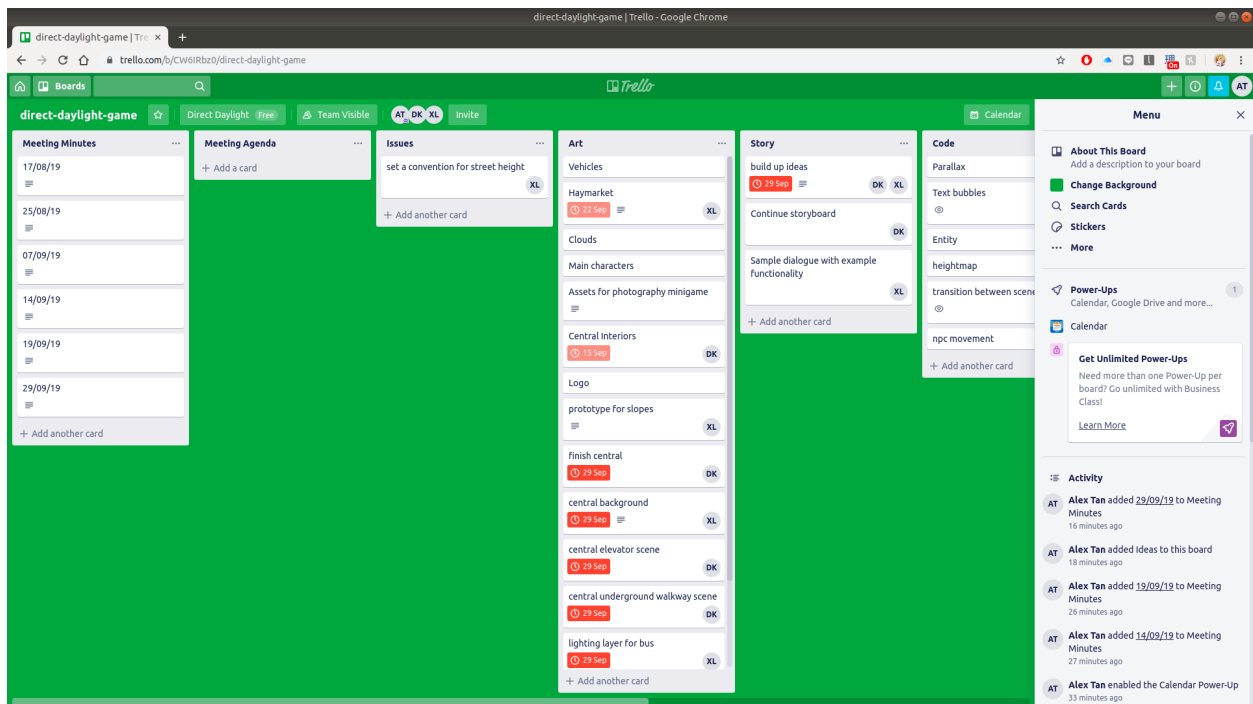 direct-daylight-game | Trello - Google Chrome
direct-daylight-game | Tre
trello.com/b/CW6IRbz0/direct-daylight-game
On
Boards
Trello
AT
direct-daylight-game
Direct Daylight Free
Team Visible
AT DK XL
Invite
Calendar
Meeting Minutes
17/08/19
25/08/19
07/09/19
14/09/19
19/09/19
29/09/19
+ Add another card
Meeting Agenda
+ Add a card
Issues
set a convention for street height
XL
+ Add another card
Art
Vehicles
Haymarket
22 Sep
XL
Clouds
Main characters
Assets for photography minigame
Central Interiors
15 Sep
DK
Logo
prototype for slopes
XL
finish central
29 Sep
DK
central background
29 Sep
XL
central elevator scene
29 Sep
DK
central underground walkway scene
29 Sep
DK
lighting layer for bus
29 Sep
XL
+ Add another card
Story
build up ideas
29 Sep
DK XL
Continue storyboard
DK
Sample dialogue with example
functionality
XL
+ Add another card
Code
Parallax
Text bubbles
Entity
heightmap
transition between scene
npc movement
+ Add another card
Menu
About This Board
Add a description to your board
Change Background
Search Cards
Stickers
More
Power-Ups
1
Calendar, Google Drive and more...
Calendar
Get Unlimited Power-Ups
Need more than one Power-Up per
board? Go unlimited with Business
Class!
Learn More
Activity
AT
Alex Tan added 29/09/19 to Meeting
Minutes
16 minutes ago
AT
Alex Tan added Ideas to this board
18 minutes ago
AT
Alex Tan added 19/09/19 to Meeting
Minutes
26 minutes ago
AT
Alex Tan added 14/09/19 to Meeting
Minutes
27 minutes ago
AT
Alex Tan enabled the Calendar Power-Up
33 minutes ago